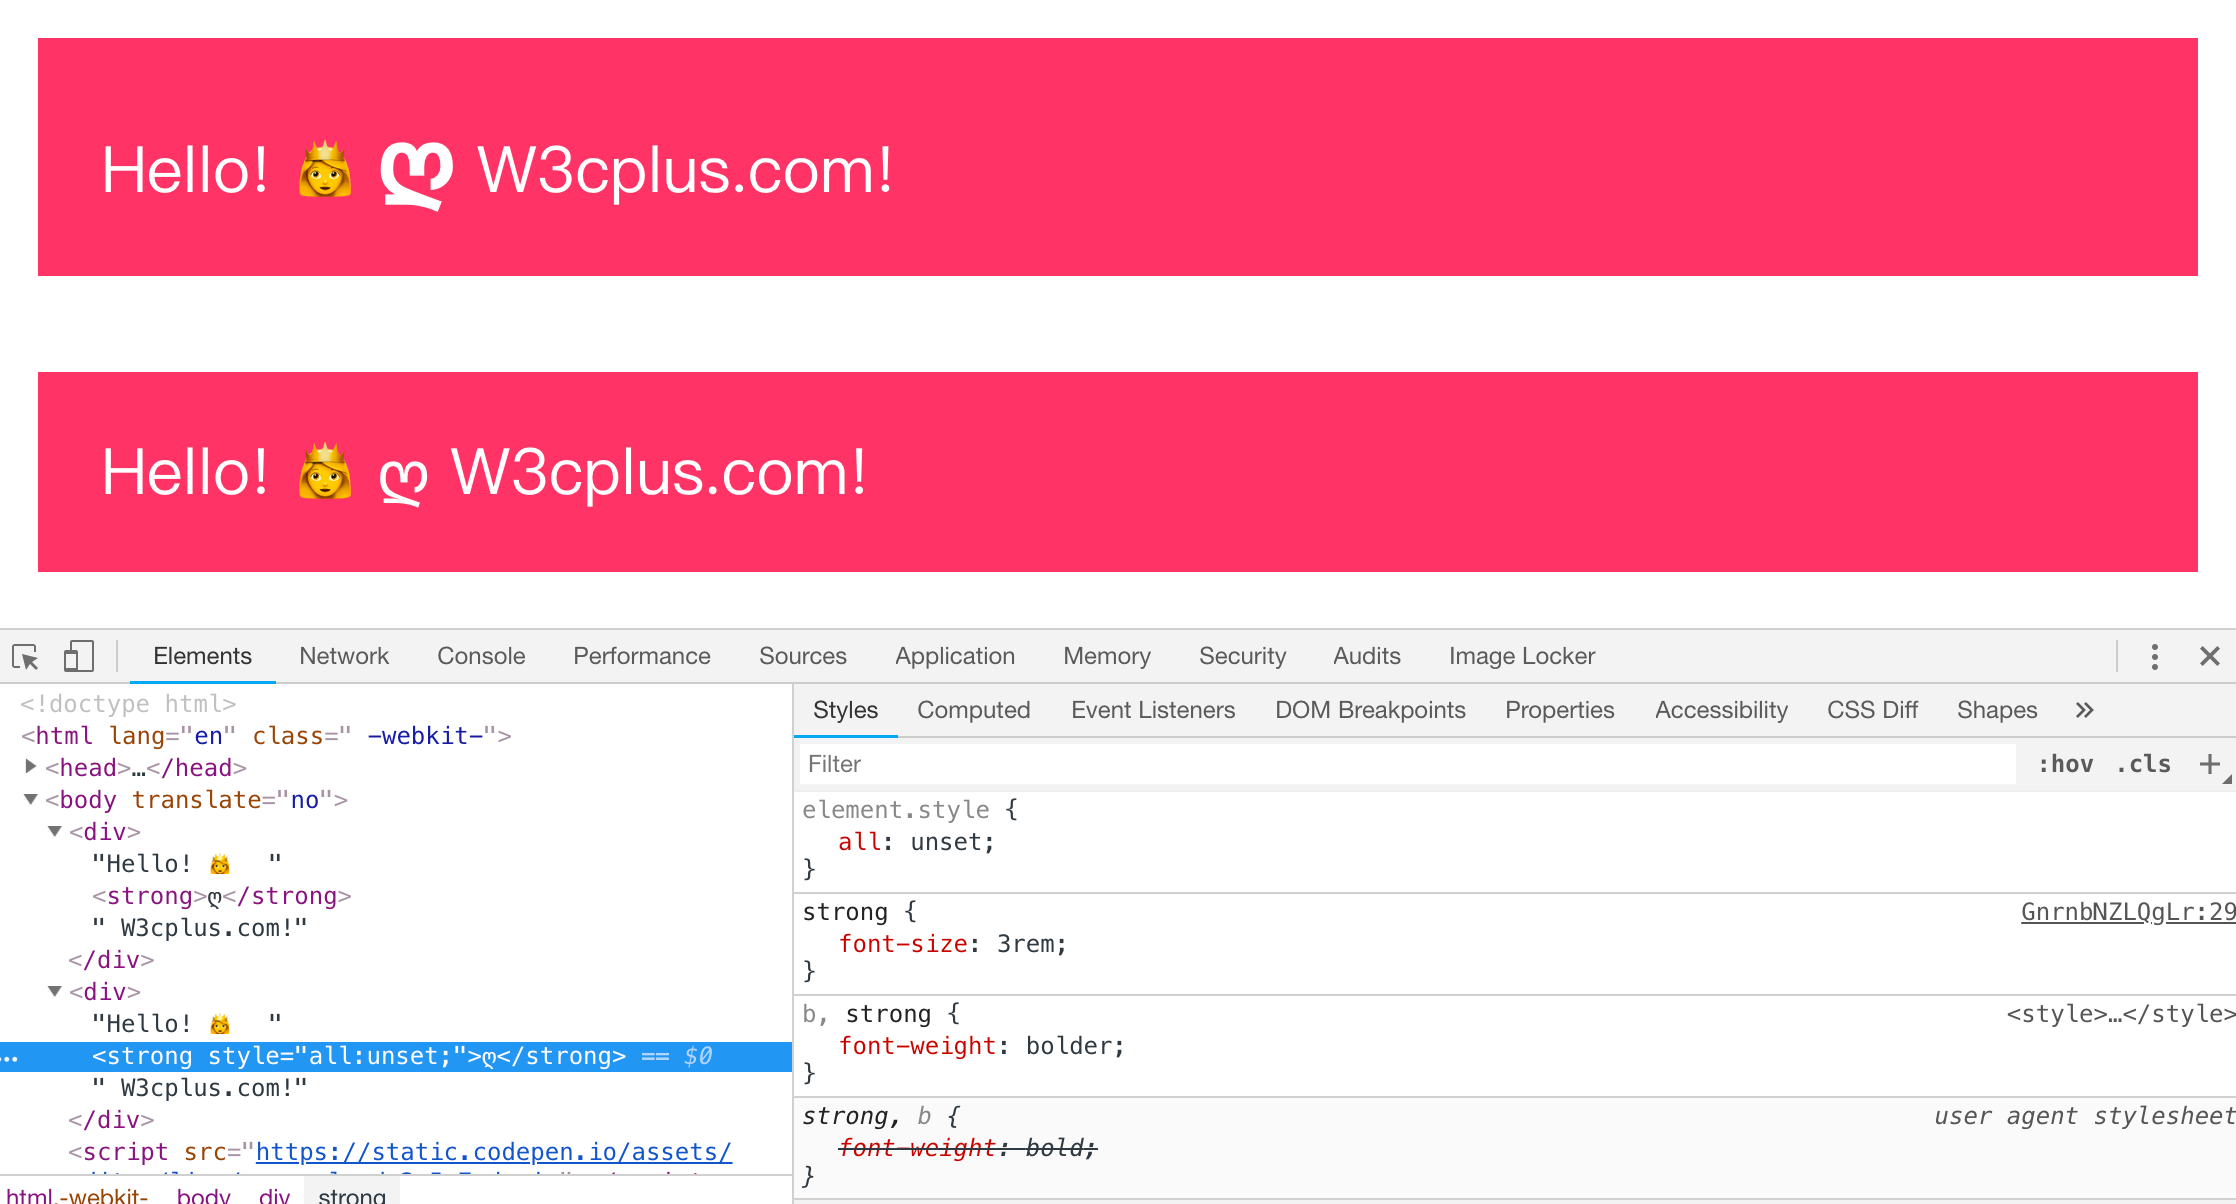 Hello! 👸 ღ W3cplus.com!
Hello! 👸 ღ W3cplus.com!
Elements Network Console Performance Sources Application Memory Security Audits Image Locker
<!doctype html>
<html lang="en" class=" -webkit-">
<head>…</head>
<body translate="no">
<div>
"Hello! 👸 "
<strong>ღ</strong>
" W3cplus.com!"
</div>
<div>
"Hello! 👸 "
<strong style="all:unset;">ღ</strong> == $0
" W3cplus.com!"
</div>
<script src="https://static.codepen.io/assets/
html.-webkit- body div strong
Styles Computed Event Listeners DOM Breakpoints Properties Accessibility CSS Diff Shapes »
Filter :hov .cls +
element.style {
all: unset;
}
strong { GnrnbNZLQgLr:29
font-size: 3rem;
}
b, strong { <style>…</style>
font-weight: bolder;
}
strong, b { user agent stylesheet
font-weight: bold;
}